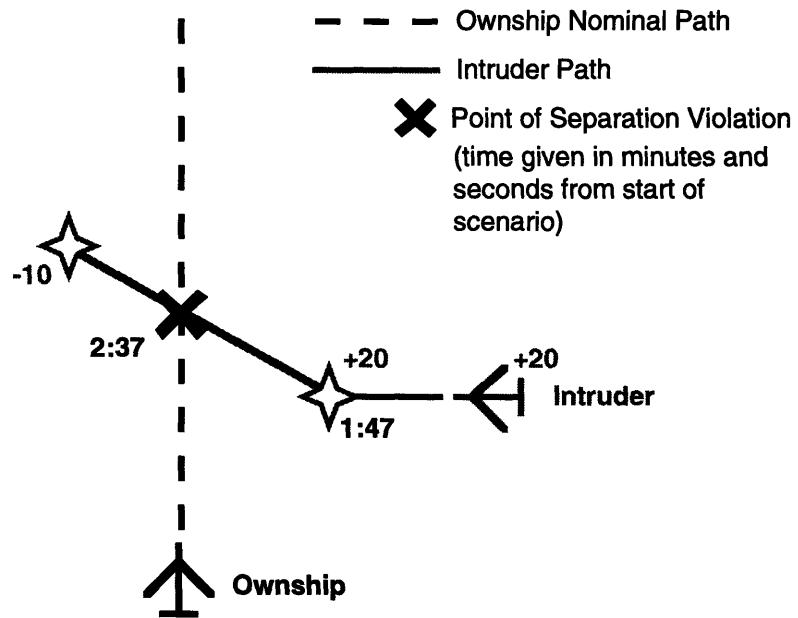 Ownship Nominal Path
Intruder Path
Point of Separation Violation
(time given in minutes and
seconds from start of
scenario)
-10
2:37
+20
+20
Intruder
1:47
Ownship